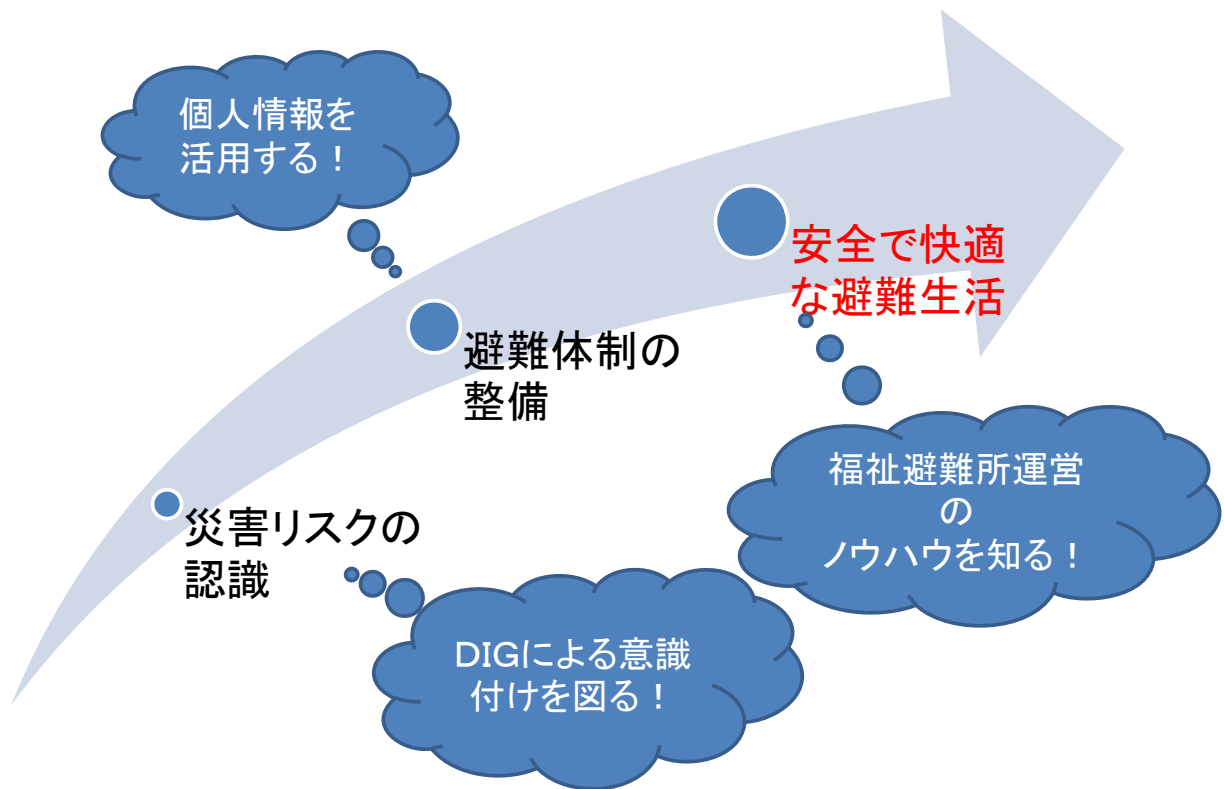 個人情報を
活用する！
安全で快適
な避難生活
避難体制の
整備
福祉避難所運営
の
ノウハウを知る！
災害リスクの
認識
DIGによる意識
付けを図る！